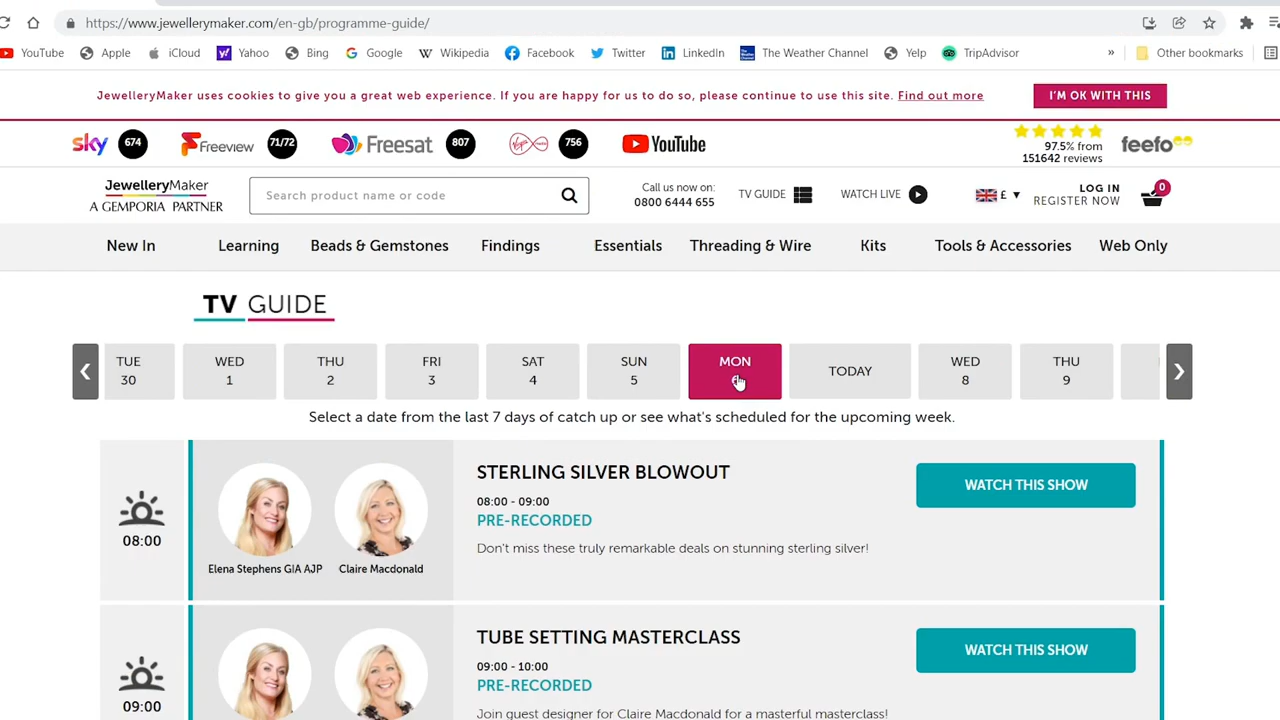 https://www.jewellerymaker.com/en-gb/programme-guide/
YouTube Apple iCloud Yahoo Bing Google Wikipedia Facebook Twitter LinkedIn The Weather Channel Yelp TripAdvisor » Other bookmarks
JewelleryMaker uses cookies to give you a great web experience. If you are happy for us to do so, please continue to use this site. Find out more
I'M OK WITH THIS
sky 674 Freeview 71/72 Freesat 807 756 YouTube
97.5% from
151642 reviews
feefo
JewelleryMaker
A GEMPORIA PARTNER
Search product name or code
Call us now on:
0800 6444 655
TV GUIDE
WATCH LIVE
£ ▼
LOG IN
REGISTER NOW
0
New In Learning Beads & Gemstones Findings Essentials Threading & Wire Kits Tools & Accessories Web Only
TV GUIDE
TUE WED THU FRI SAT SUN MON TODAY WED THU
30 1 2 3 4 5 8 9
Select a date from the last 7 days of catch up or see what's scheduled for the upcoming week.
08:00
Elena Stephens GIA AJP
Claire Macdonald
STERLING SILVER BLOWOUT
08:00 - 09:00
PRE-RECORDED
Don't miss these truly remarkable deals on stunning sterling silver!
WATCH THIS SHOW
09:00
TUBE SETTING MASTERCLASS
09:00 - 10:00
PRE-RECORDED
Join guest designer for Claire Macdonald for a masterful masterclass!
WATCH THIS SHOW